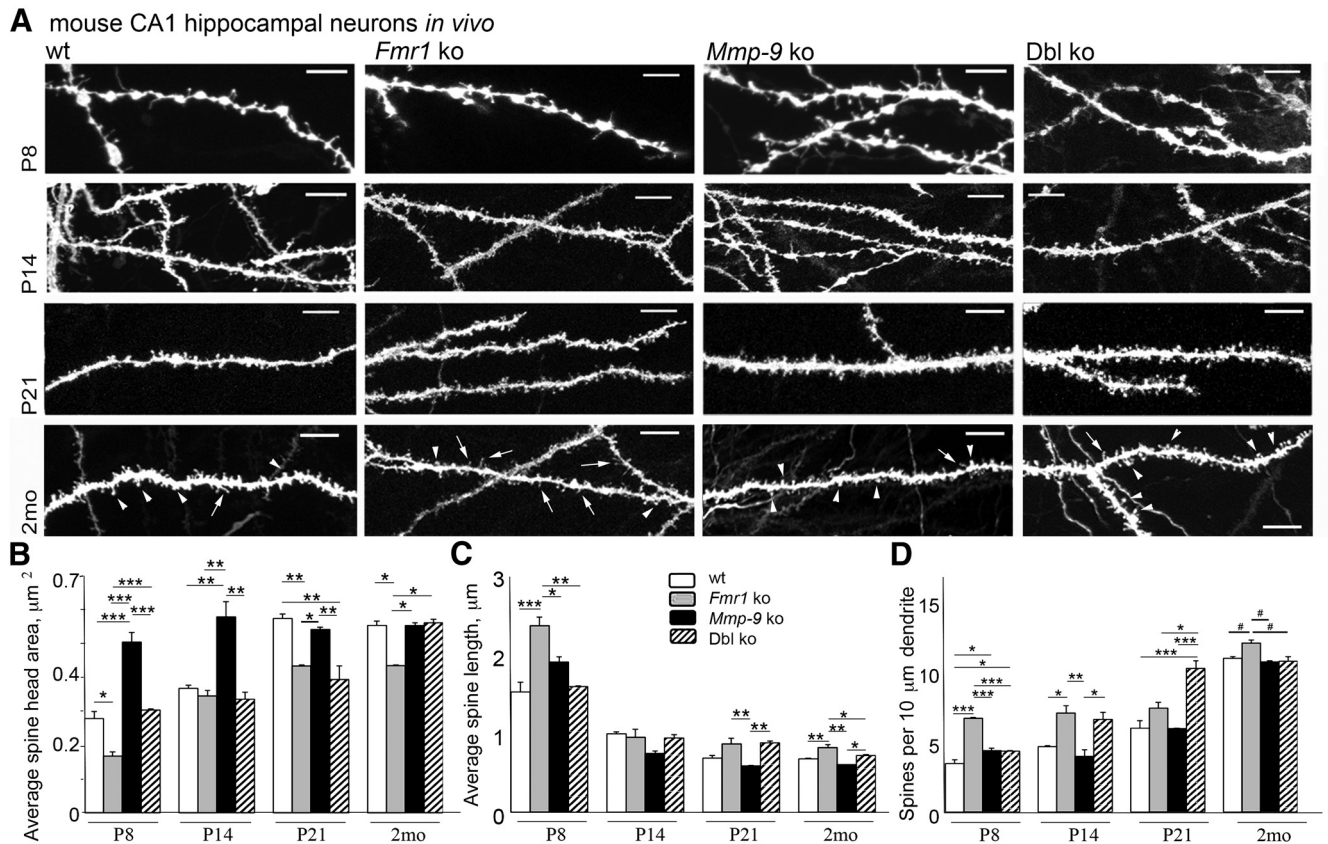 A mouse CA1 hippocampal neurons in vivo
wt
Fmr1 ko
Mmp-9 ko
Dbl ko
P8
P14
P21
2mo
B
Average spine head area, μm 2
0.7
0.4
0.2
0
*
***
***
***
***
**
**
**
**
**
*
**
*
*
*
P8
P14
P21
2mo
C
Average spine length, μm
3
2
1
0
***
*
**
**
**
**
**
*
*
wt
Fmr1 ko
Mmp-9 ko
Dbl ko
P8
P14
P21
2mo
D
Spines per 10 μm dendrite
15
10
5
0
*
*
***
***
***
**
*
*
*
***
***
#
#
#
P8
P14
P21
2mo